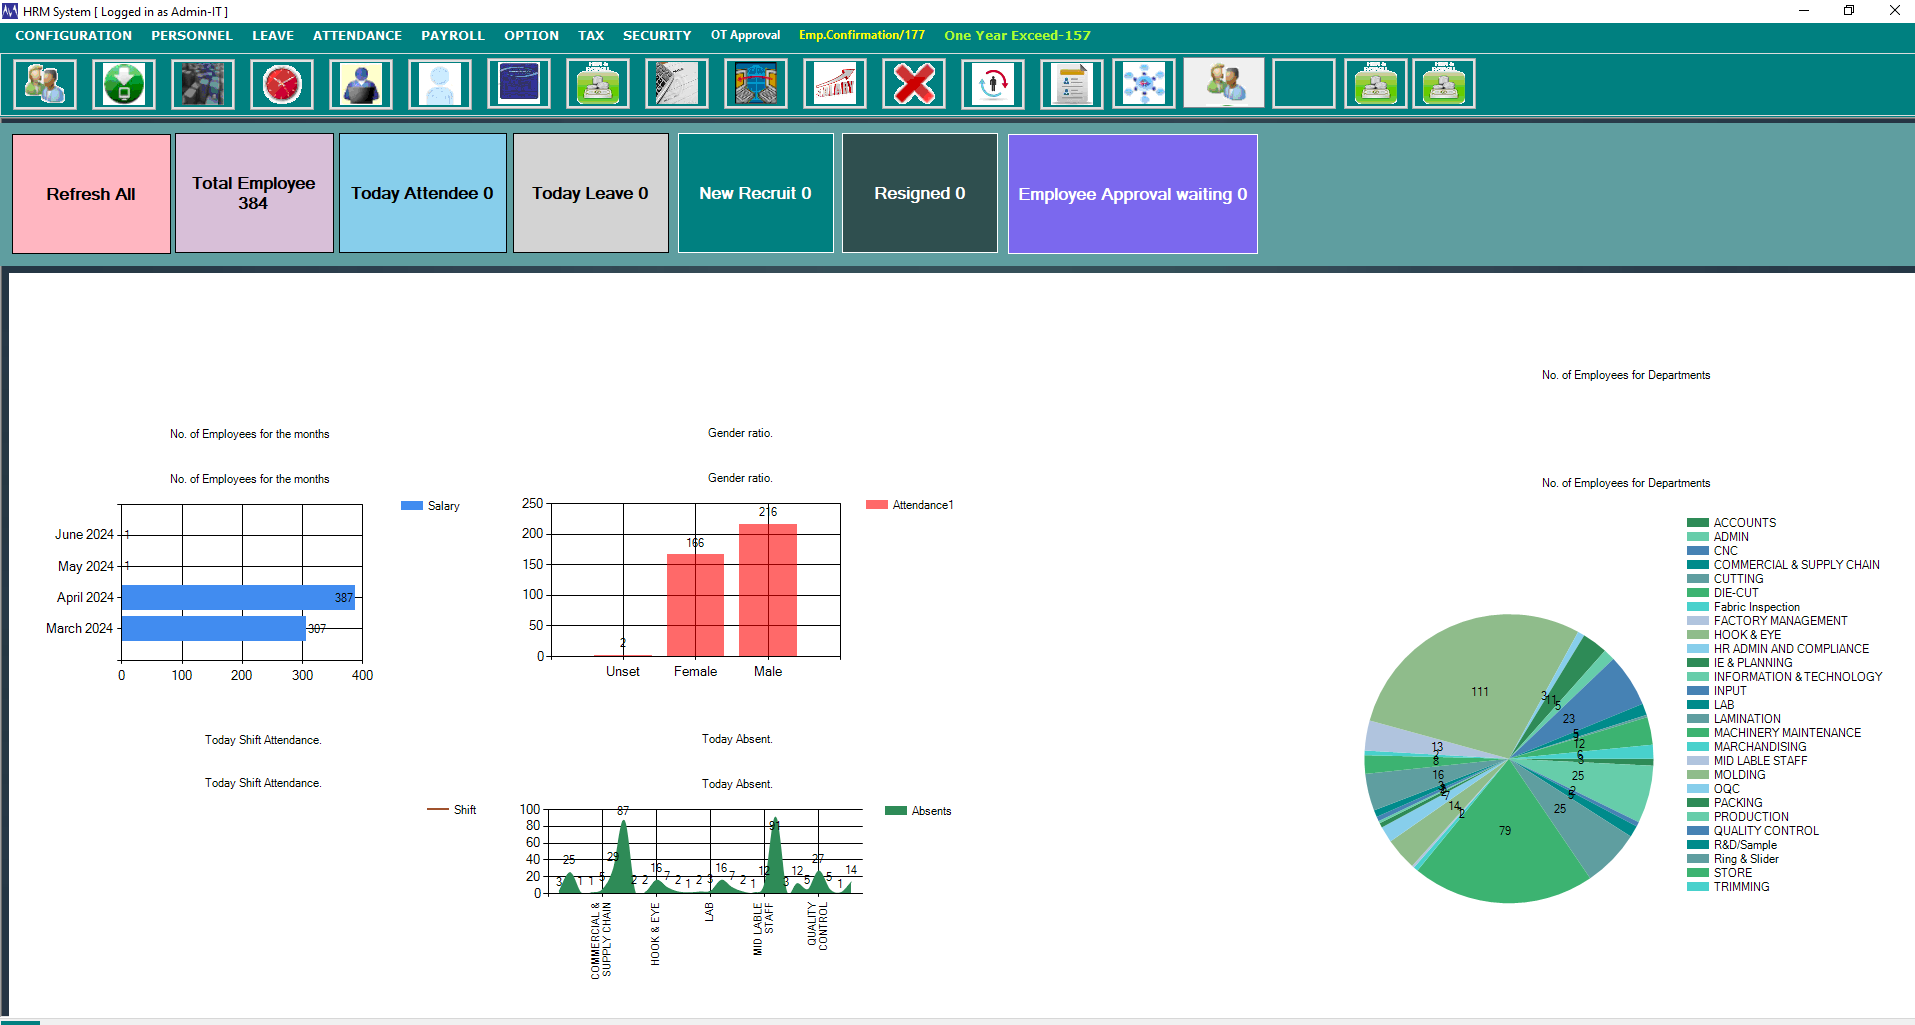 HRM System [ Logged in as Admin-IT ]
CONFIGURATION PERSONNEL LEAVE ATTENDANCE PAYROLL OPTION TAX SECURITY OT Approval Emp.Confirmation/177 One Year Exceed-157
SALARY
Refresh All
Total Employee
384
Today Attendee 0
Today Leave 0
New Recruit 0
Resigned 0
Employee Approval waiting 0
No. of Employees for the months
No. of Employees for the months
Salary
June 2024 1
May 2024 1
April 2024 387
March 2024 307
0 100 200 300 400
Gender ratio.
Gender ratio.
Attendance1
250
200
150
100
50
0
2 166 216
Unset Female Male
Today Shift Attendance.
Today Shift Attendance.
Shift
Today Absent.
Today Absent.
Absents
100
80
60
40
20
0
3 25 1 1 5 29 87 2 2 16 7 2 1 2 3 16 7 2 1 12 91 3 12 5 27 5 1 14
COMMERCIAL &
SUPPLY CHAIN
HOOK & EYE
LAB
MID LABLE
STAFF
QUALITY
CONTROL
No. of Employees for Departments
No. of Employees for Departments
111
3
11
5
23
5
12
6
3
25
2
5
25
79
2
14
7
16
8
2
13
ACCOUNTS
ADMIN
CNC
COMMERCIAL & SUPPLY CHAIN
CUTTING
DIE-CUT
Fabric Inspection
FACTORY MANAGEMENT
HOOK & EYE
HR ADMIN AND COMPLIANCE
IE & PLANNING
INFORMATION & TECHNOLOGY
INPUT
LAB
LAMINATION
MACHINERY MAINTENANCE
MARCHANDISING
MID LABLE STAFF
MOLDING
OQC
PACKING
PRODUCTION
QUALITY CONTROL
R&D/Sample
Ring & Slider
STORE
TRIMMING